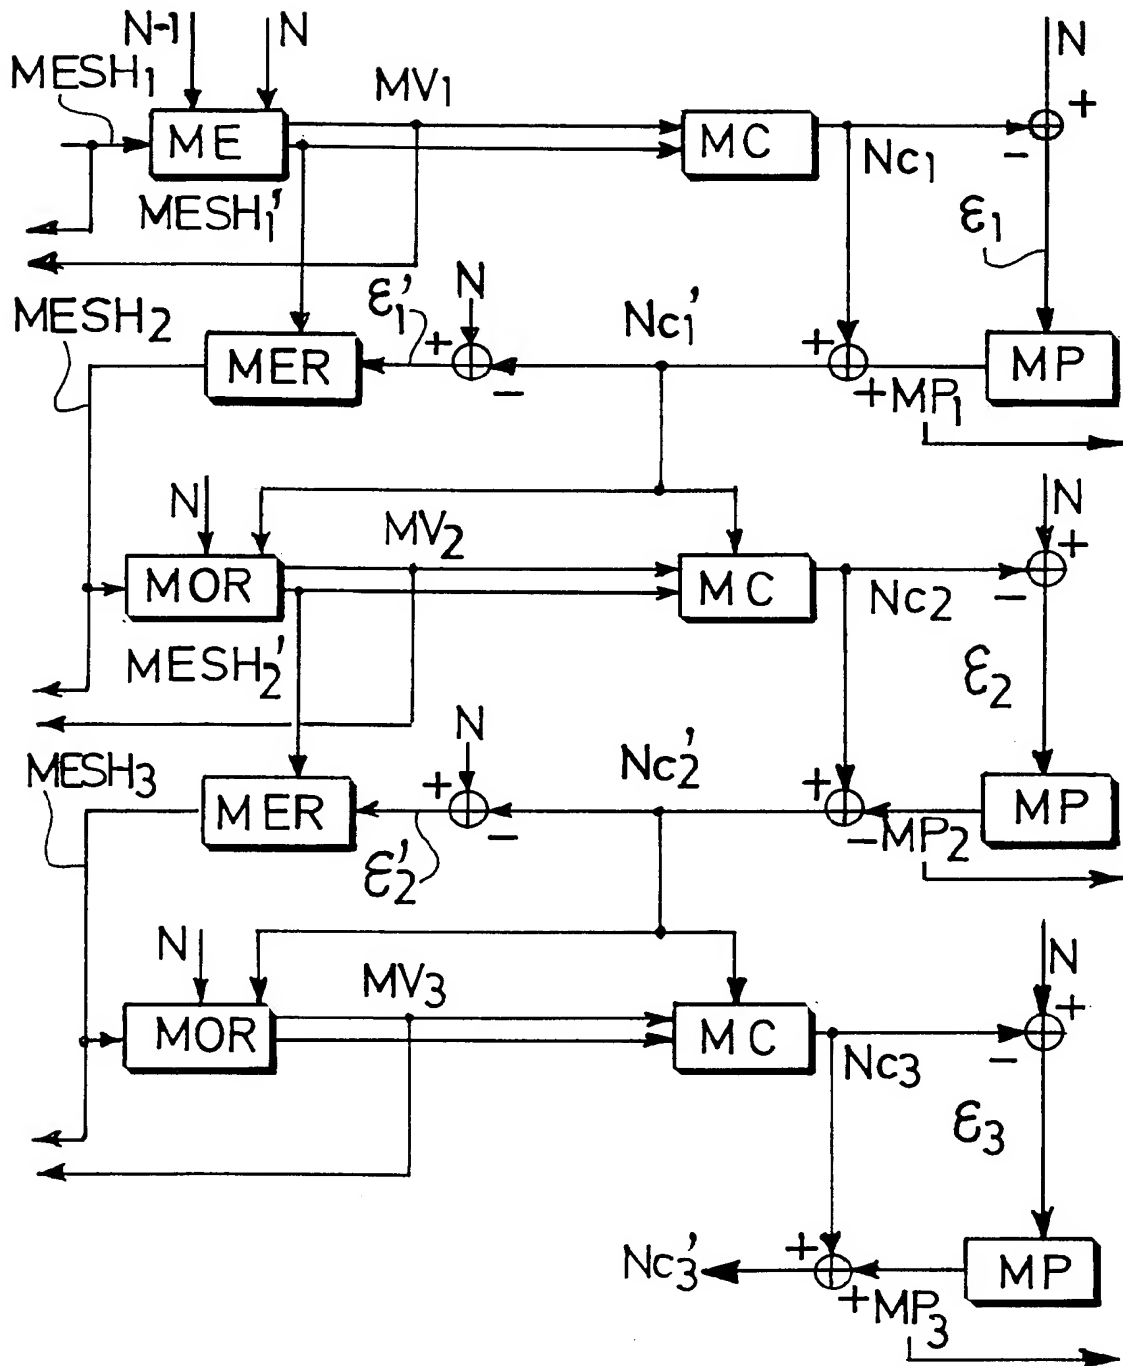 N-1 N N
MESH1 MV1 +
ME MC
Nc1 -
MESH1' ε1
MESH2 ε1' N Nc1'
+ +
MER MP
- +MP1
N MV2 N
+
MOR MC
Nc2 -
MESH2' ε2
N Nc2'
MESH3 + +
MER MP
- -MP2
ε2'
N MV3 N
+
MOR MC
Nc3 -
ε3
Nc3' + MP
+MP3